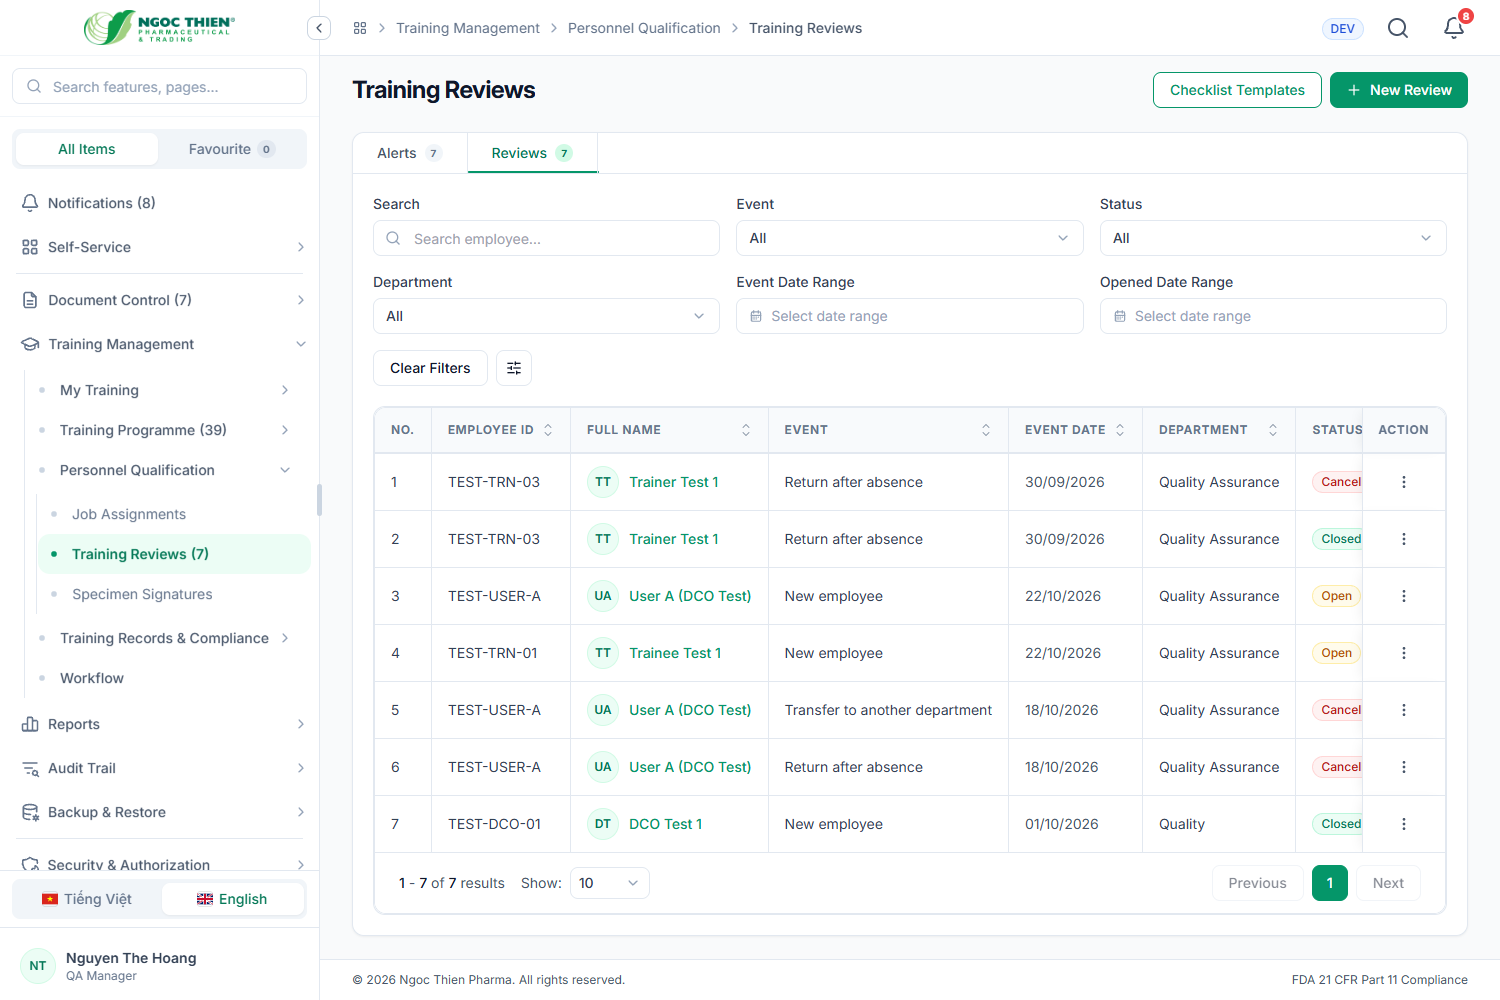 NGOC THIEN®
PHARMACEUTICAL
& TRADING
Training Management
Personnel Qualification
Training Reviews
DEV
8
Search features, pages...
All Items
Favourite 0
Notifications (8)
Self-Service
Document Control (7)
Training Management
My Training
Training Programme (39)
Personnel Qualification
Job Assignments
Training Reviews (7)
Specimen Signatures
Training Records & Compliance
Workflow
Reports
Audit Trail
Backup & Restore
Security & Authorization
Tiếng Việt
English
NT
Nguyen The Hoang
QA Manager
Training Reviews
Checklist Templates
New Review
Alerts 7
Reviews 7
Search
Event
Status
Search employee...
All
All
Department
Event Date Range
Opened Date Range
All
Select date range
Select date range
Clear Filters
NO. EMPLOYEE ID FULL NAME EVENT EVENT DATE DEPARTMENT STATUS ACTION
1 TEST-TRN-03 TT Trainer Test 1 Return after absence 30/09/2026 Quality Assurance Cancel
2 TEST-TRN-03 TT Trainer Test 1 Return after absence 30/09/2026 Quality Assurance Closed
3 TEST-USER-A UA User A (DCO Test) New employee 22/10/2026 Quality Assurance Open
4 TEST-TRN-01 TT Trainee Test 1 New employee 22/10/2026 Quality Assurance Open
5 TEST-USER-A UA User A (DCO Test) Transfer to another department 18/10/2026 Quality Assurance Cancel
6 TEST-USER-A UA User A (DCO Test) Return after absence 18/10/2026 Quality Assurance Cancel
7 TEST-DCO-01 DT DCO Test 1 New employee 01/10/2026 Quality Closed
1 - 7 of 7 results Show: 10
Previous 1 Next
© 2026 Ngoc Thien Pharma. All rights reserved.
FDA 21 CFR Part 11 Compliance